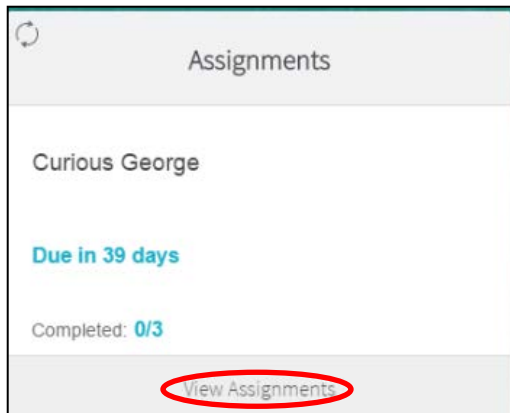 Assignments
Curious George
Due in 39 days
Completed: 0/3
View Assignments